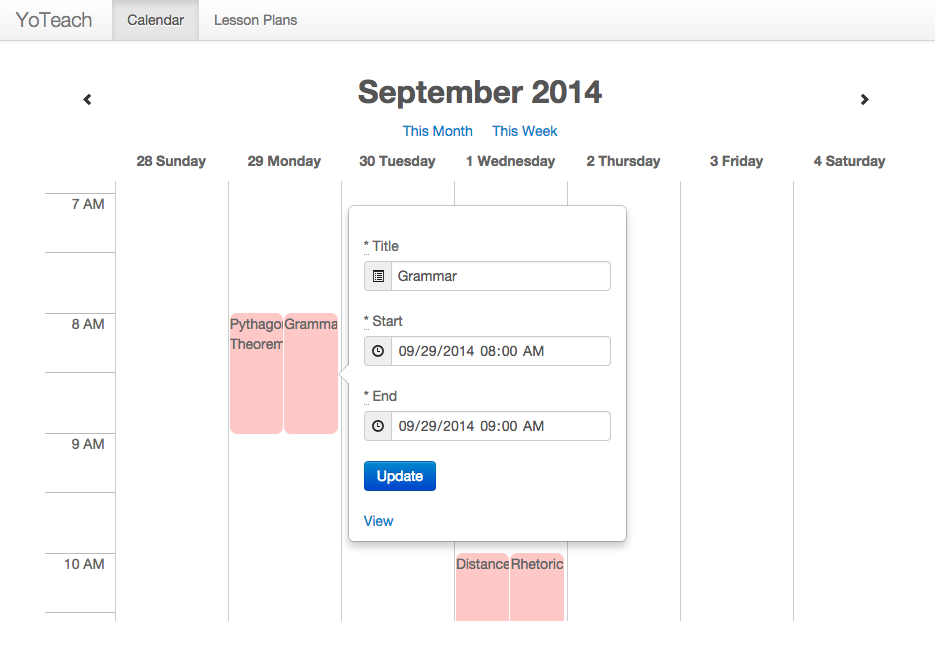 YoTeach Calendar Lesson Plans
September 2014
This Month This Week
28 Sunday 29 Monday 30 Tuesday 1 Wednesday 2 Thursday 3 Friday 4 Saturday
7 AM
* Title
Grammar
8 AM
Pythago Gramma
Theorem
* Start
09/29/2014 08:00 AM
* End
09/29/2014 09:00 AM
9 AM
Update
View
10 AM
Distance Rhetoric